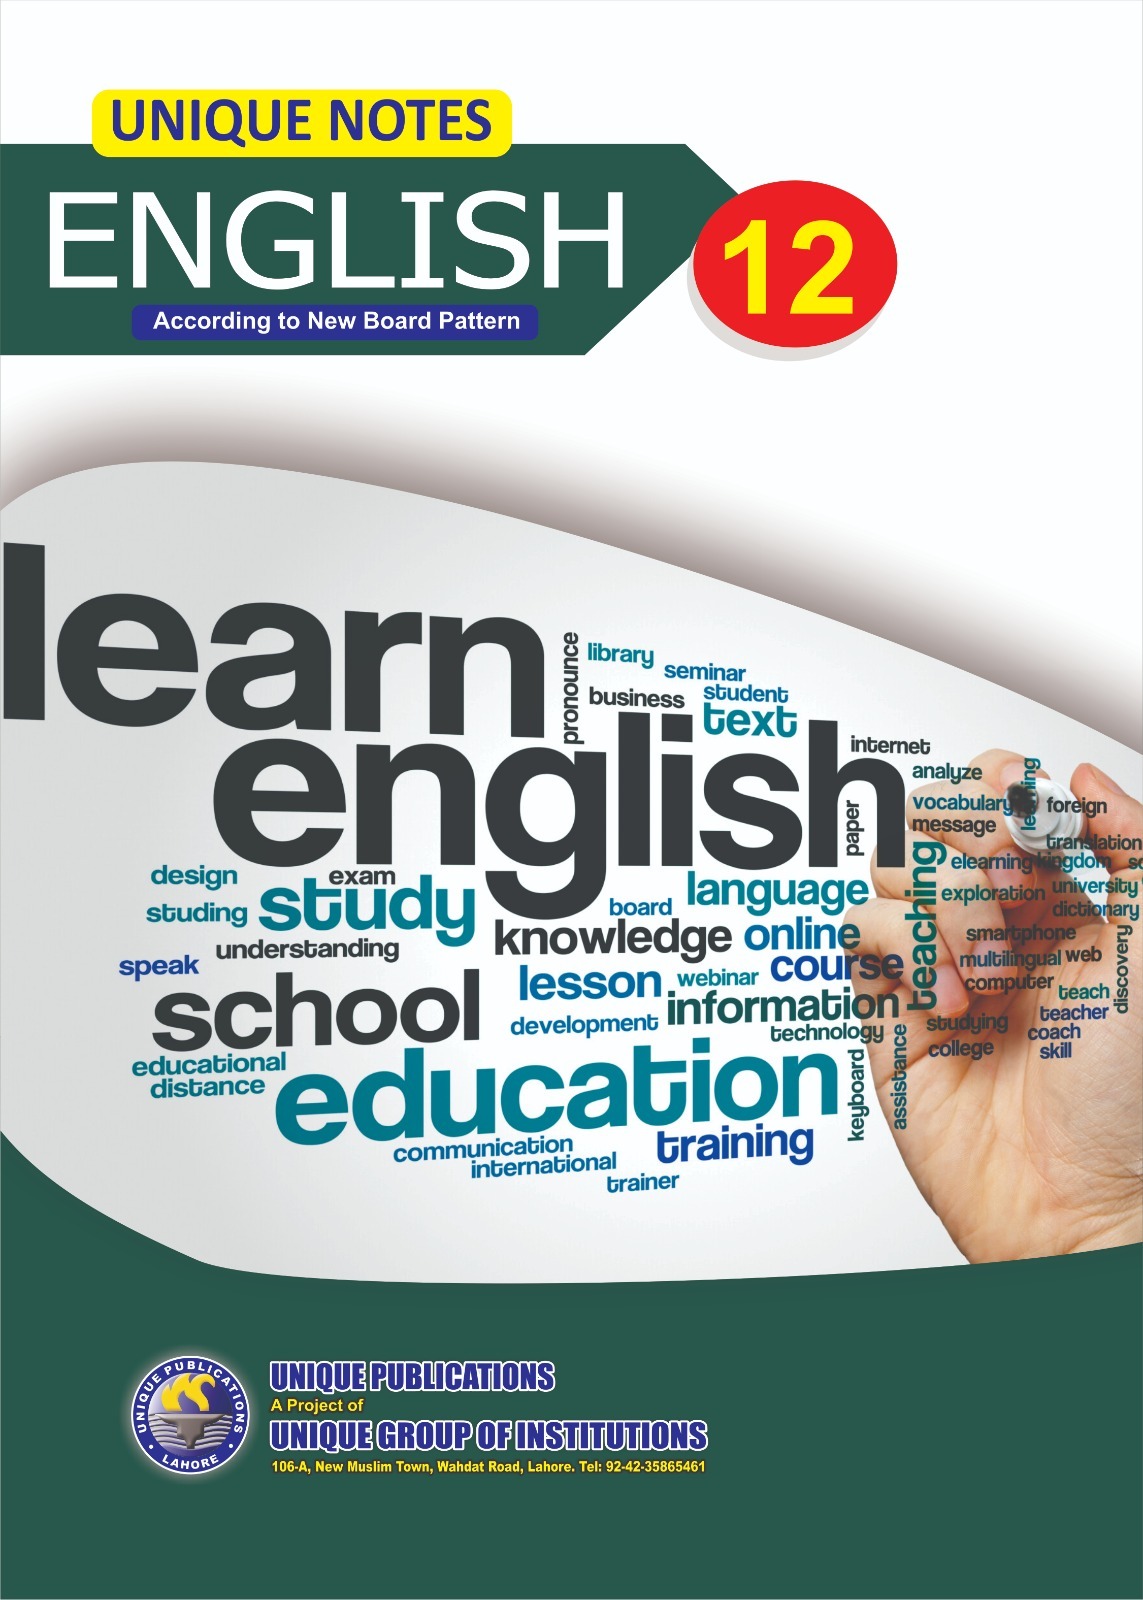 UNIQUE NOTES
ENGLISH
12
According to New Board Pattern
learn
pronounce
library
seminar
business
student
text
english
internet
paper
analyze
learning
vocabulary
foreign
message
translation
elearning
kingdom
design
exam
study
language
teaching
exploration
university
studing
board
dictionary
understanding
knowledge
online
smartphone
speak
multilingual
web
discovery
lesson
webinar
course
computer
school
information
teach
development
technology
studying
teacher
coach
educational
college
skill
distance
education
keyboard
assistance
communication
training
international
trainer
UNIQUE PUBLICATIONS
LAHORE
UNIQUE PUBLICATIONS
A Project of
UNIQUE GROUP OF INSTITUTIONS
106-A, New Muslim Town, Wahdat Road, Lahore. Tel: 92-42-35865461